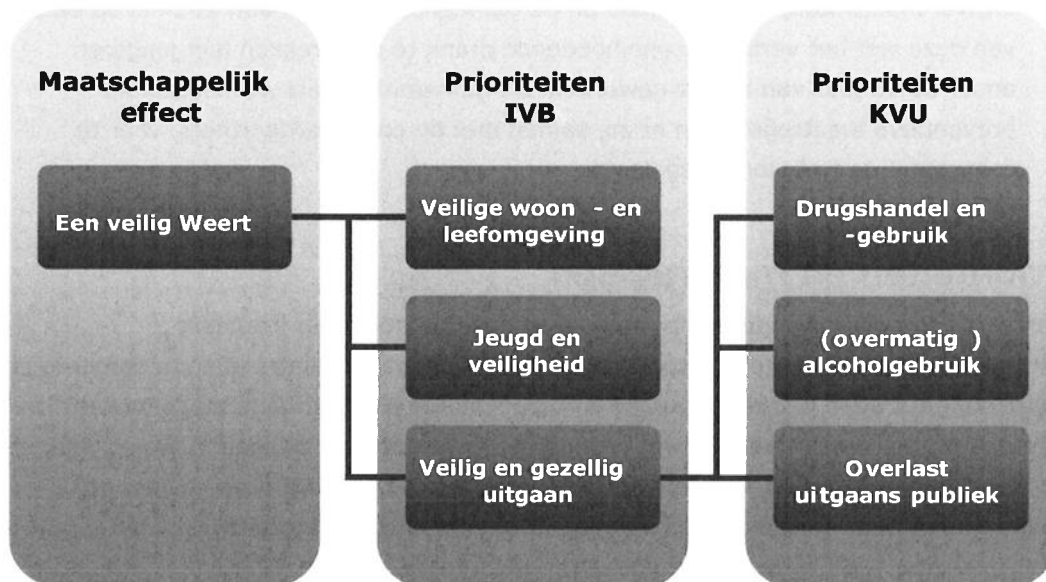 Maatschappelijk
effect
Een veilig Weert
Prioriteiten
IVB
Veilige woon - en
leefomgeving
Jeugd en
veiligheid
Veilig en gezellig
uitgaan
Prioriteiten
KVU
Drugshandel en
-gebruik
(overmatig )
alcoholgebruik
Overlast
uitgaans publiek